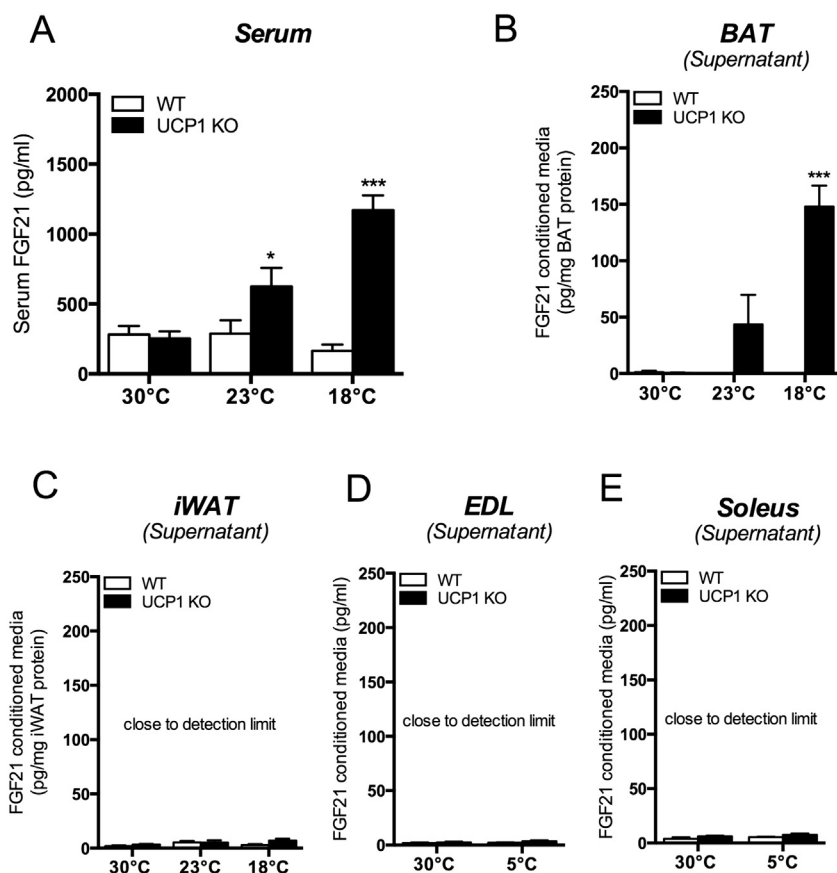 A
Serum
2000
1500
1000
500
0
Serum FGF21 (pg/ml)
WT
UCP1 KO
*
***
30°C 23°C 18°C
B
BAT
(Supernatant)
250
200
150
100
50
0
FGF21 conditioned media
(pg/mg BAT protein)
WT
UCP1 KO
***
30°C 23°C 18°C
C
iWAT
(Supernatant)
250
200
150
100
50
0
FGF21 conditioned media
(pg/mg iWAT protein)
WT
UCP1 KO
close to detection limit
30°C 23°C 18°C
D
EDL
(Supernatant)
250
200
150
100
50
0
FGF21 conditioned media (pg/ml)
WT
UCP1 KO
close to detection limit
30°C 5°C
E
Soleus
(Supernatant)
250
200
150
100
50
0
FGF21 conditioned media (pg/ml)
WT
UCP1 KO
close to detection limit
30°C 5°C